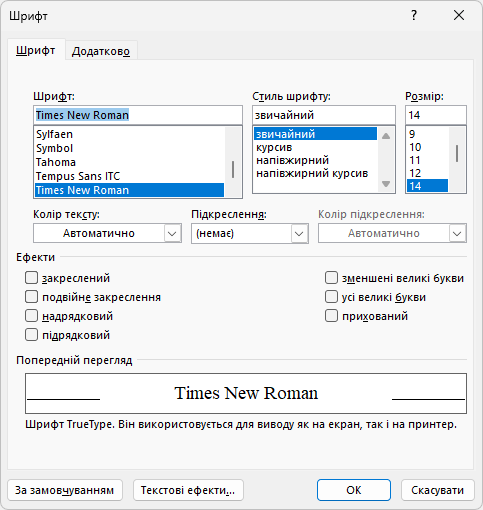 Шрифт
?
Шрифт Додатково
Шрифт: Стиль шрифту: Розмір:
Times New Roman звичайний 14
Sylfaen звичайний 9
Symbol курсив 10
Tahoma напівжирний 11
Tempus Sans ITC напівжирний курсив 12
Times New Roman 14
Колір тексту: Підкреслення: Колір підкреслення:
Автоматично (немає) Автоматично
Ефекти
закреслений зменшені великі букви
подвійне закреслення усі великі букви
надрядковий прихований
підрядковий
Попередній перегляд
Times New Roman
Шрифт TrueType. Він використовується для виводу як на екран, так і на принтер.
За замовчуванням Текстові ефекти... ОК Скасувати